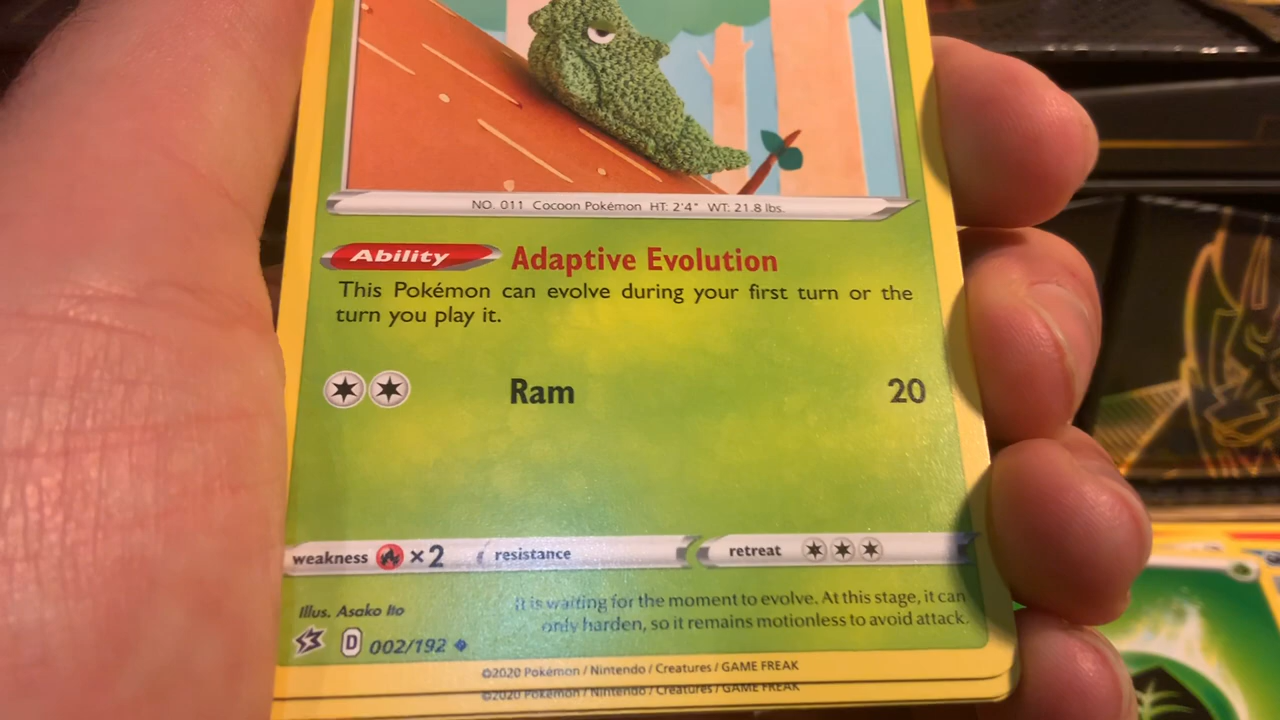 NO. 011 Cocoon Pokémon HT: 2'4" WT: 21.8 lbs.
Ability Adaptive Evolution
This Pokémon can evolve during your first turn or the
turn you play it.
Ram 20
weakness ×2 resistance retreat
Illus. Asako Ito
It is waiting for the moment to evolve. At this stage, it can
only harden, so it remains motionless to avoid attack.
D 002/192
©2020 Pokémon / Nintendo / Creatures / GAME FREAK
©2020 Pokémon / Nintendo / Creatures / GAME FREAK